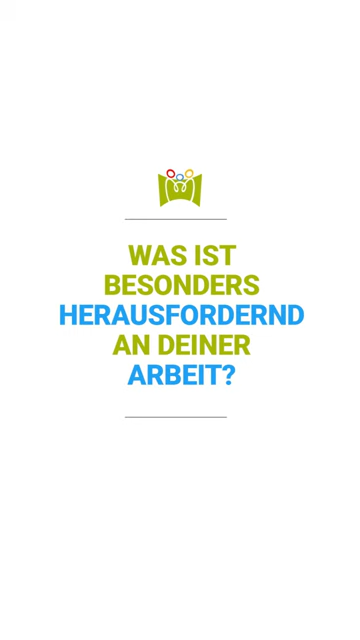 WAS IST
BESONDERS
HERAUSFORDERND
AN DEINER
ARBEIT?